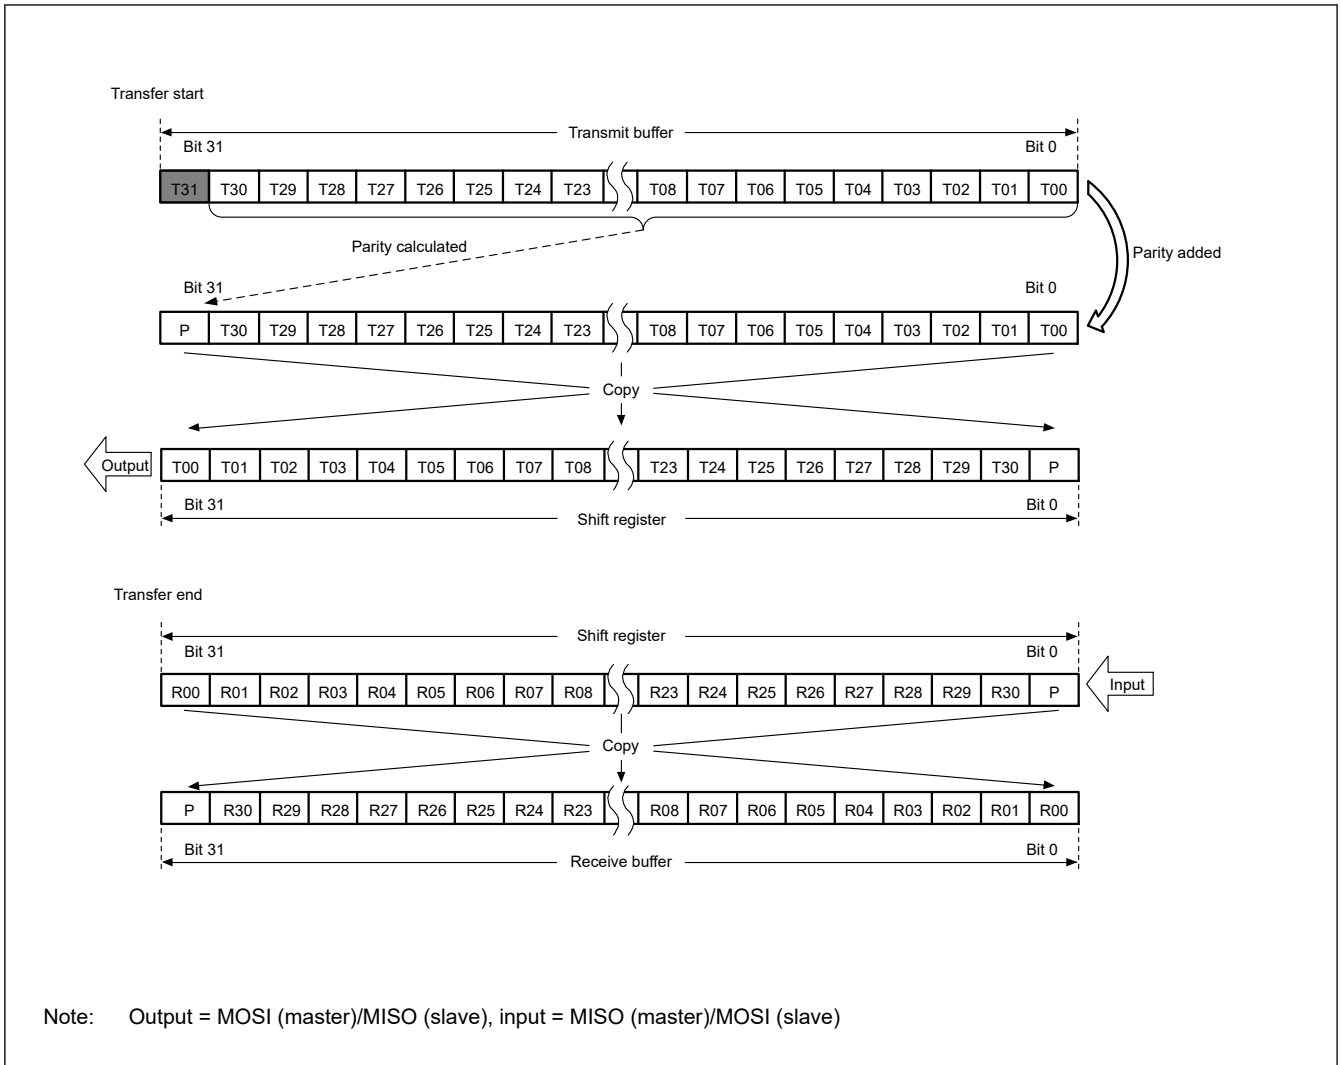 Transfer start
Transmit buffer
Bit 31 Bit 0
T31 T30 T29 T28 T27 T26 T25 T24 T23 T08 T07 T06 T05 T04 T03 T02 T01 T00
Parity calculated
Parity added
Bit 31 Bit 0
P T30 T29 T28 T27 T26 T25 T24 T23 T08 T07 T06 T05 T04 T03 T02 T01 T00
Copy
Output T00 T01 T02 T03 T04 T05 T06 T07 T08 T23 T24 T25 T26 T27 T28 T29 T30 P
Bit 31 Bit 0
Shift register
Transfer end
Shift register
Bit 31 Bit 0
R00 R01 R02 R03 R04 R05 R06 R07 R08 R23 R24 R25 R26 R27 R28 R29 R30 P Input
Copy
P R30 R29 R28 R27 R26 R25 R24 R23 R08 R07 R06 R05 R04 R03 R02 R01 R00
Bit 31 Bit 0
Receive buffer
Note: Output = MOSI (master)/MISO (slave), input = MISO (master)/MOSI (slave)